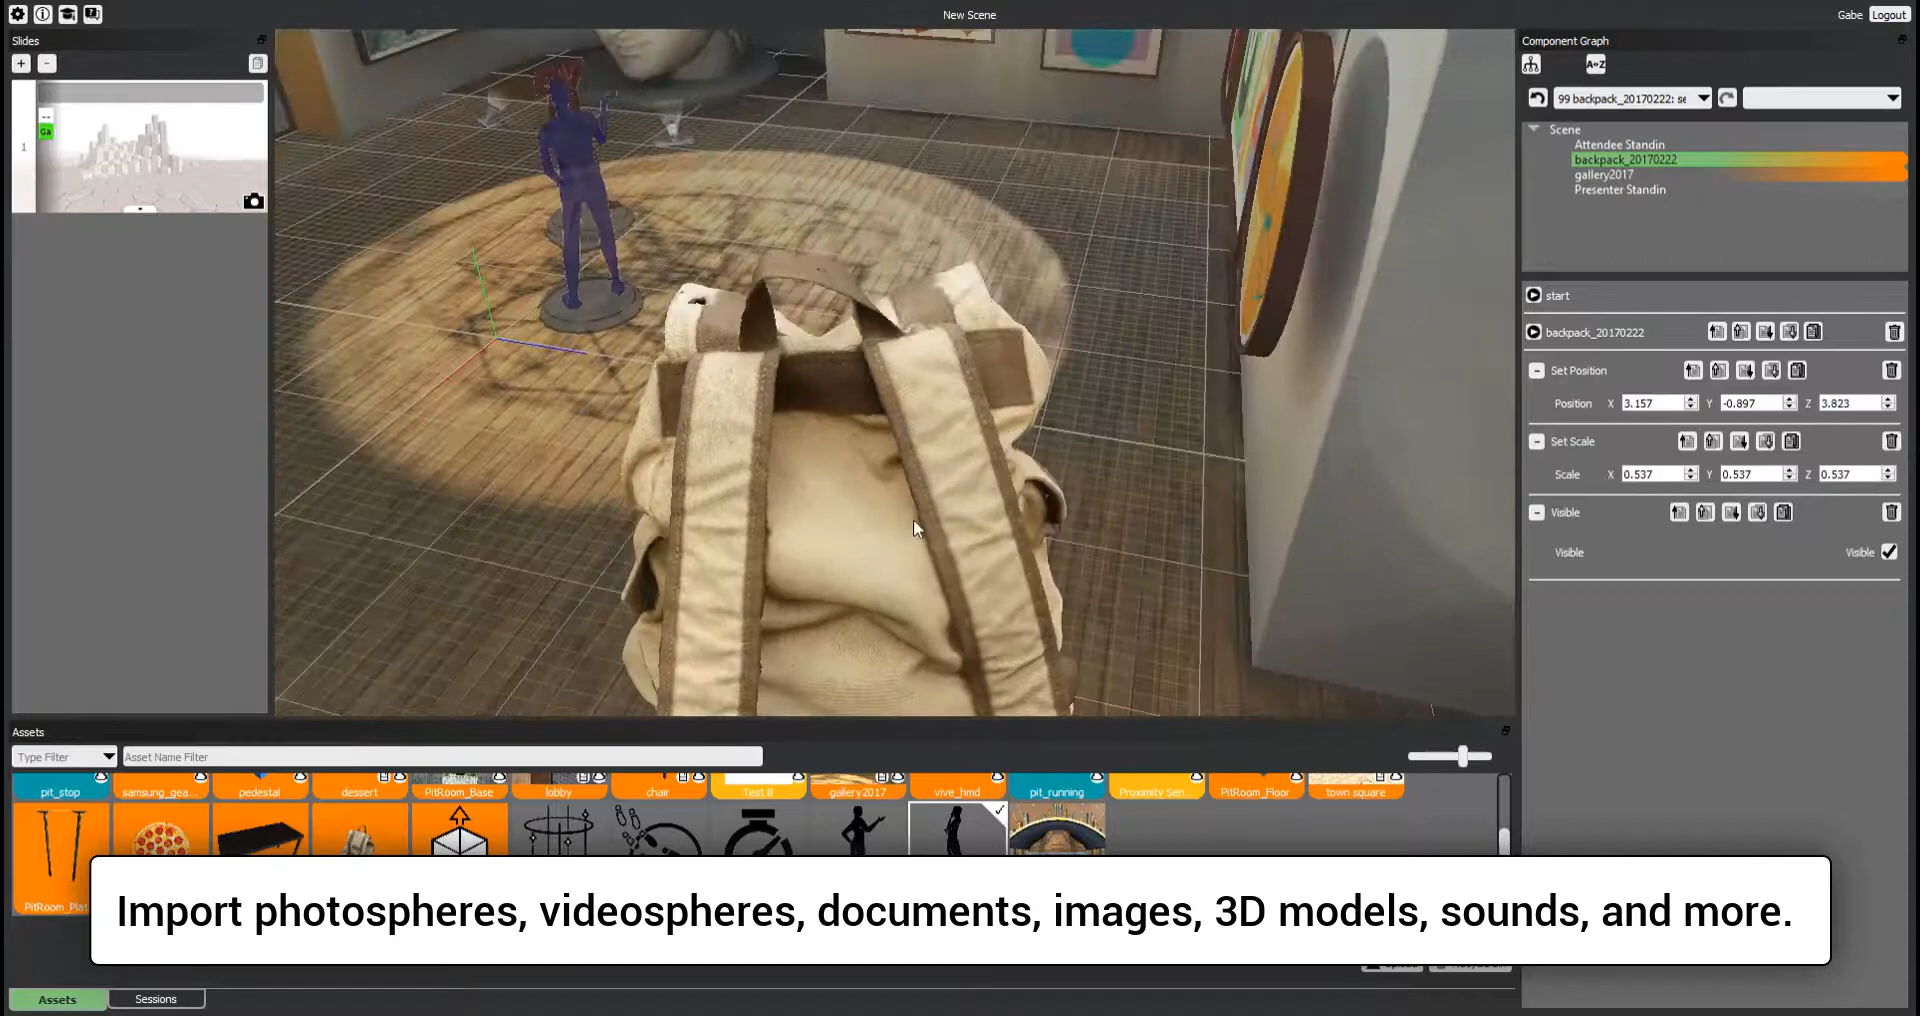 New Scene
Gabe
Logout
Slides
1
Ga
Component Graph
A-Z
99 backpack_20170222: se
Scene
Attendee Standin
backpack_20170222
gallery2017
Presenter Standin
start
backpack_20170222
Set Position
Position X 3.157 Y -0.897 Z 3.823
Set Scale
Scale X 0.537 Y 0.537 Z 0.537
Visible
Visible Visible
Assets
Type Filter Asset Name Filter
pit_stop samsung_gea... pedestal dessert PitRoom_Base lobby chair Test 8 gallery2017 vive_hmd pit_running Proximity Sen... PitRoom_Floor town square
PitRoom_Plat
Import photospheres, videospheres, documents, images, 3D models, sounds, and more.
Assets Sessions